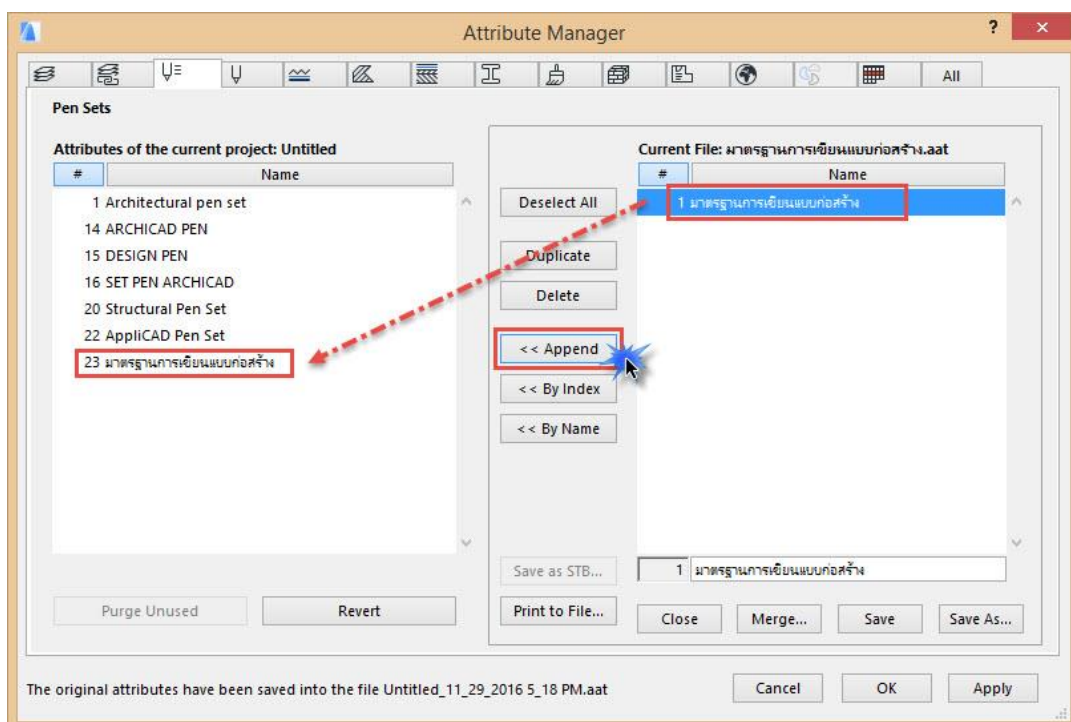 Attribute Manager
?
All
Pen Sets
Attributes of the current project: Untitled
# Name
1 Architectural pen set
14 ARCHICAD PEN
15 DESIGN PEN
16 SET PEN ARCHICAD
20 Structural Pen Set
22 AppliCAD Pen Set
23 มาตรฐานการเขียนแบบก่อสร้าง
Purge Unused
Revert
Deselect All
Duplicate
Delete
<< Append
<< By Index
<< By Name
Save as STB...
Print to File...
Current File: มาตรฐานการเขียนแบบก่อสร้าง.aat
# Name
1 มาตรฐานการเขียนแบบก่อสร้าง
1 มาตรฐานการเขียนแบบก่อสร้าง
Close
Merge...
Save
Save As...
The original attributes have been saved into the file Untitled_11_29_2016 5_18 PM.aat
Cancel
OK
Apply